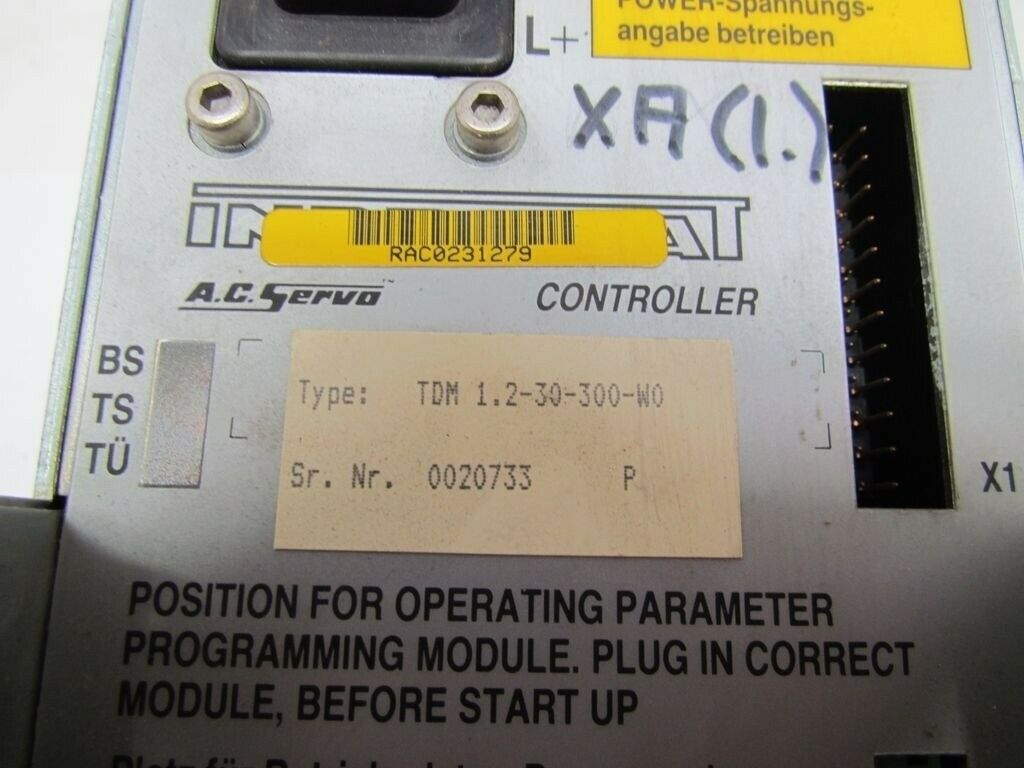 POWER-Spannungs-
angabe betreiben
L+
XA (1.)
RAC0231279
A.C. Servo ™
CONTROLLER
BS
TS
TÜ
Type: TDM 1.2-30-300-W0
Sr. Nr. 0020733 P
X1
POSITION FOR OPERATING PARAMETER
PROGRAMMING MODULE. PLUG IN CORRECT
MODULE, BEFORE START UP